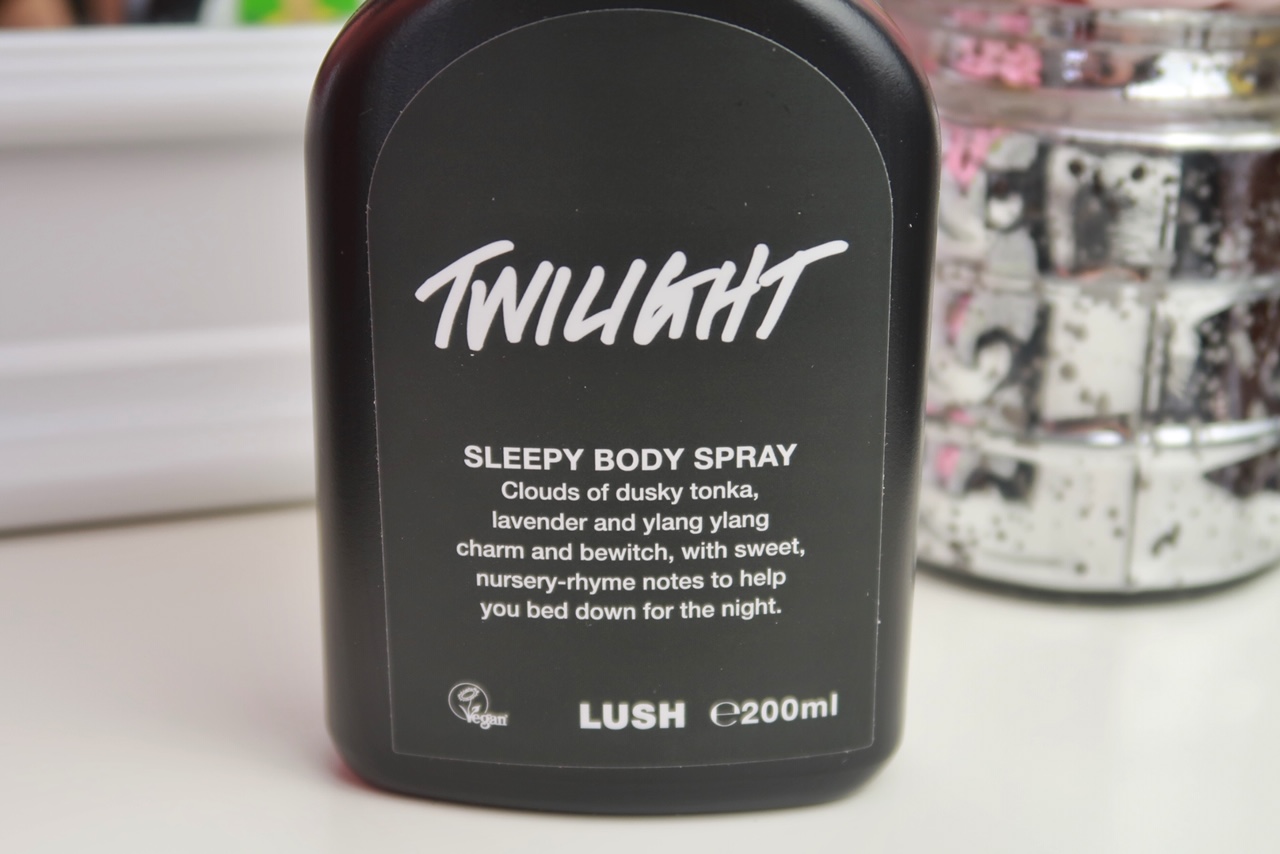 TWILIGHT
SLEEPY BODY SPRAY
Clouds of dusky tonka,
lavender and ylang ylang
charm and bewitch, with sweet,
nursery-rhyme notes to help
you bed down for the night.
Vegan
LUSH ℮200ml